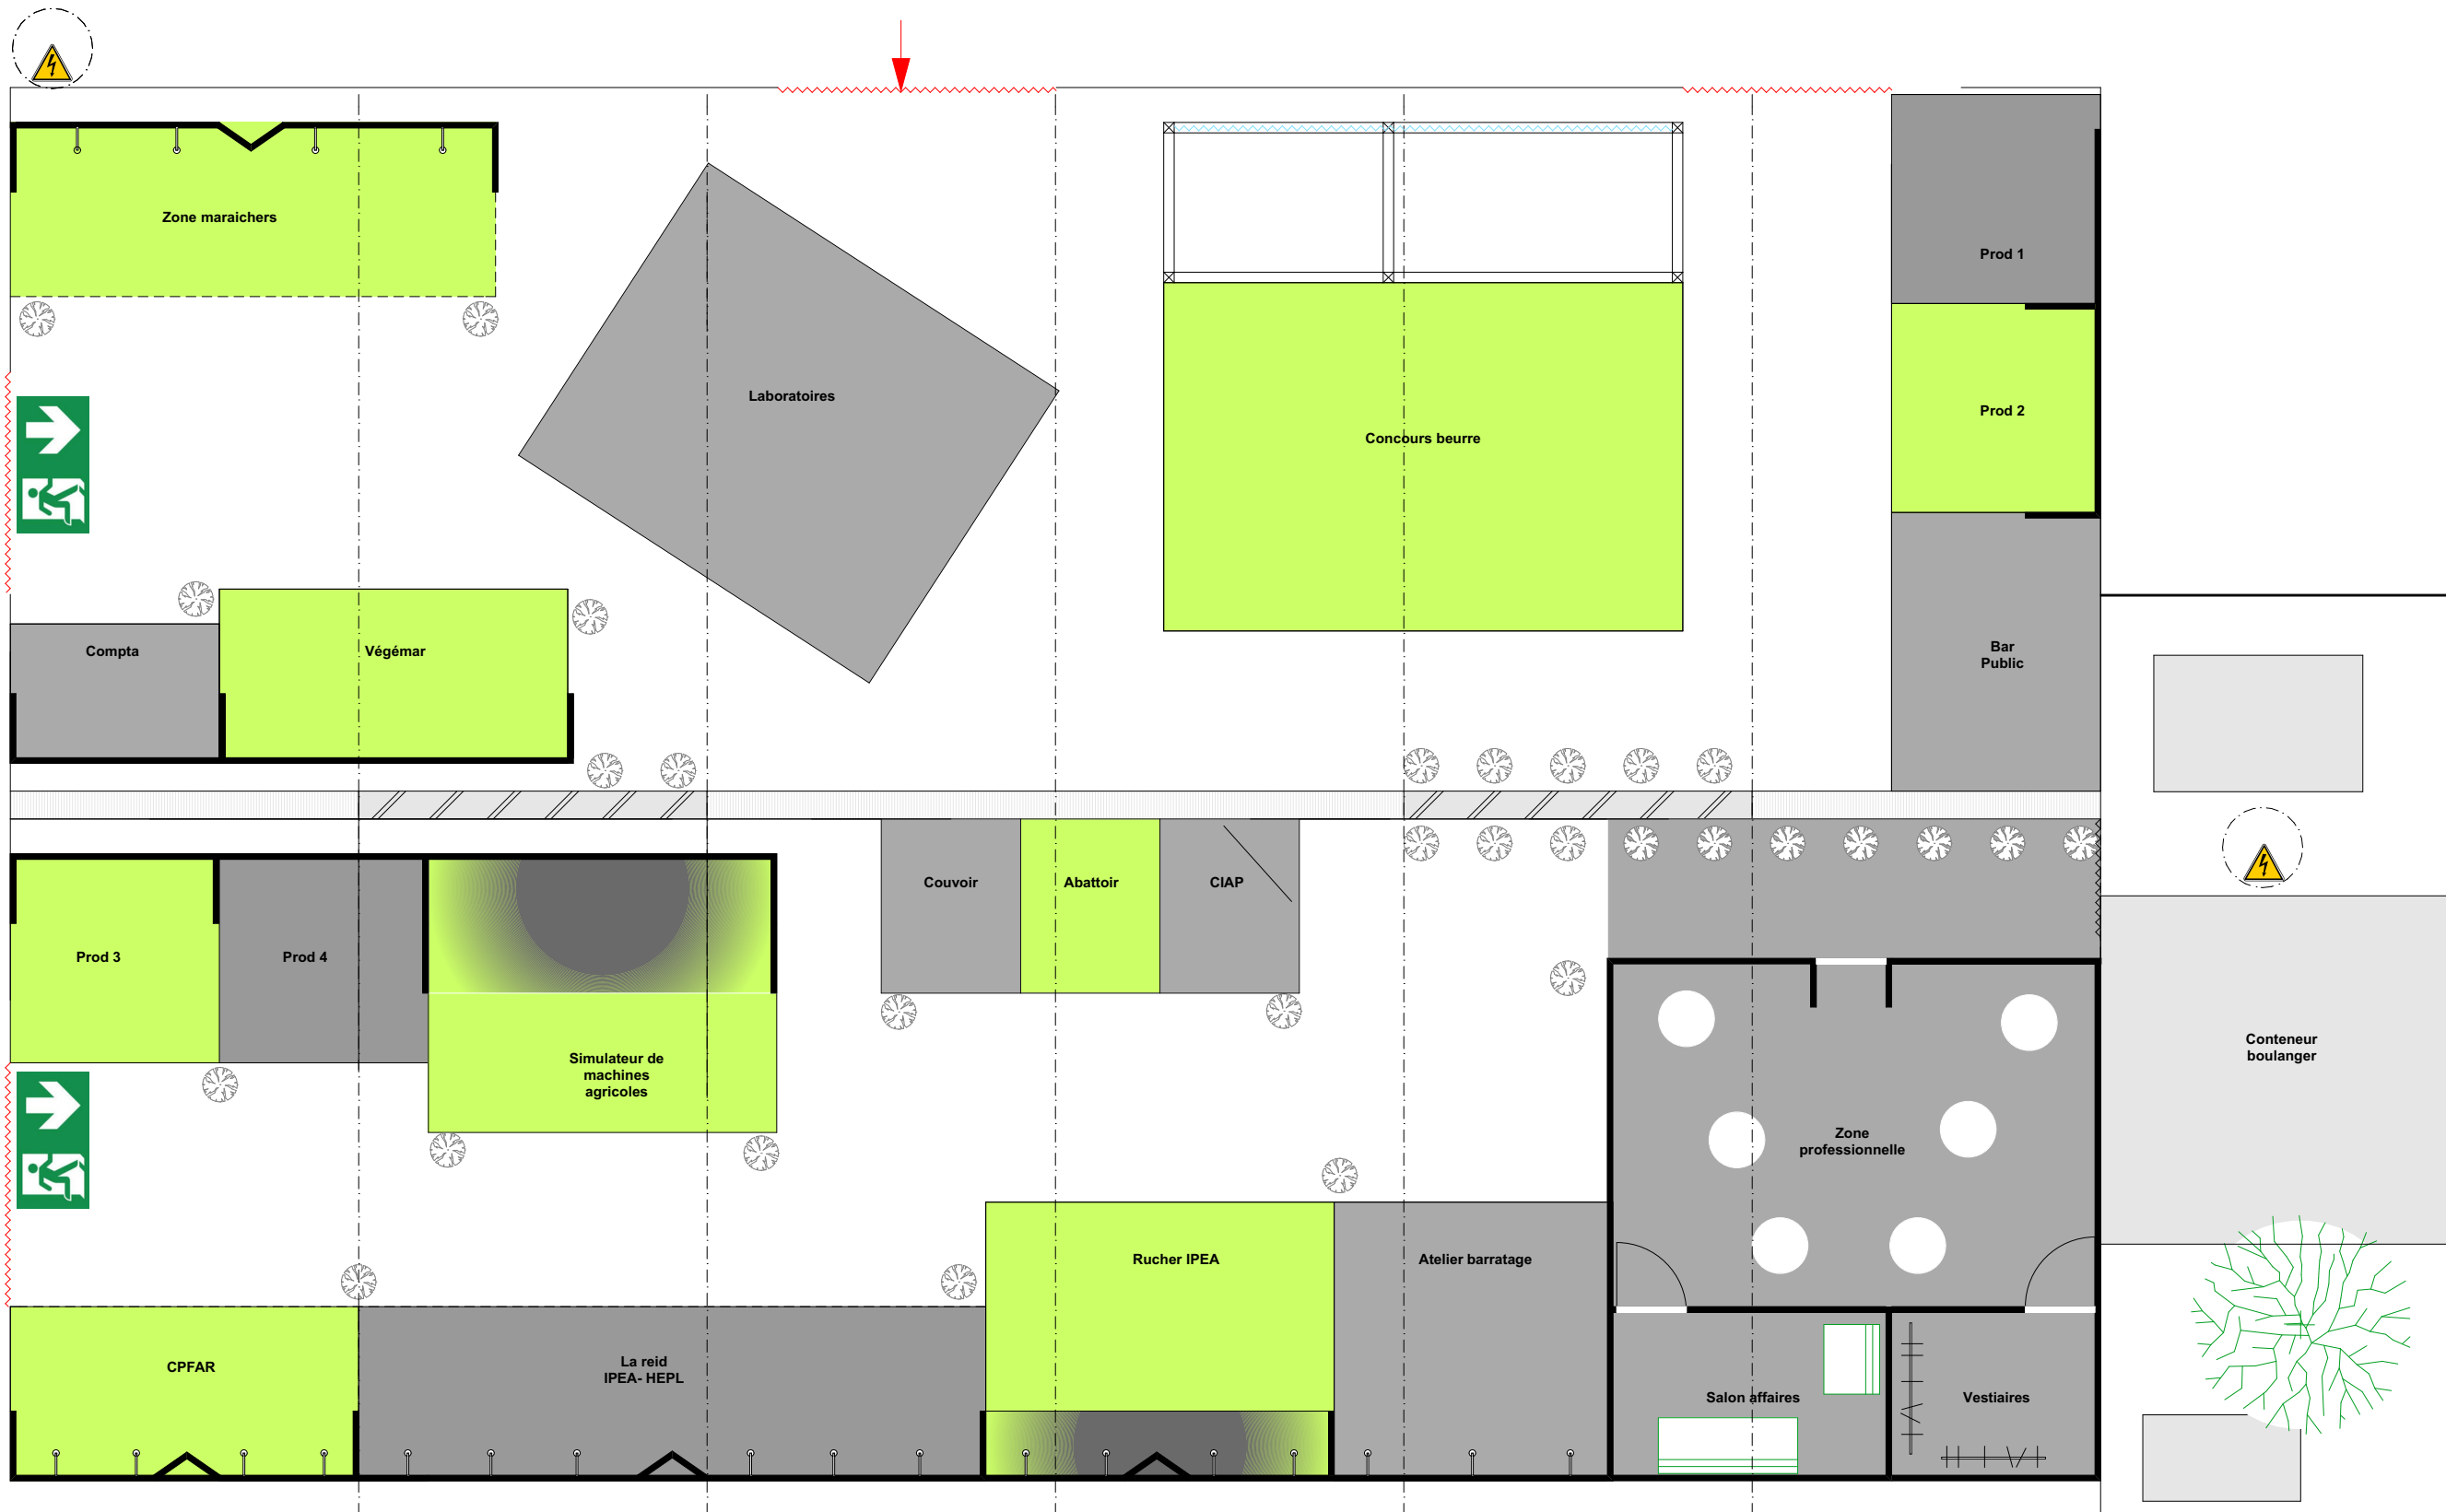 Zone maraichers
Prod 1
Laboratoires
Prod 2
Concours beurre
Compta
Végémar
Bar
Public
Couvoir
Abattoir
CIAP
Prod 3
Prod 4
Simulateur de
machines
agricoles
Conteneur
boulanger
Zone
professionnelle
Rucher IPEA
Atelier barratage
CPFAR
La reid
IPEA- HEPL
Salon affaires
Vestiaires